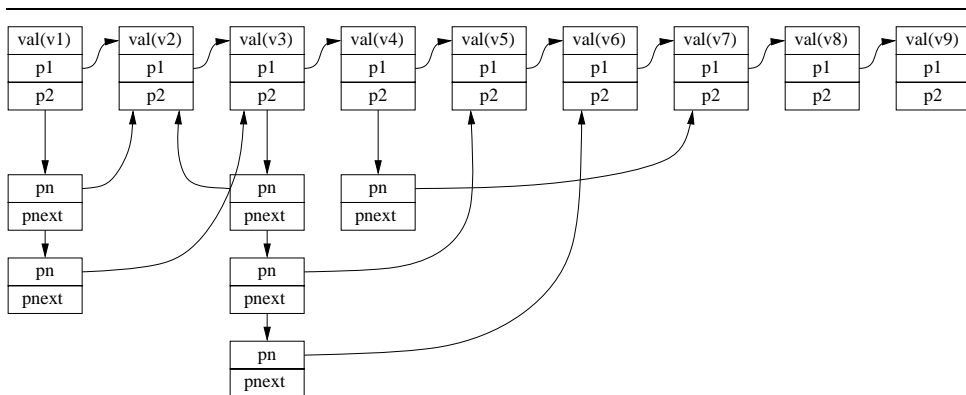 val(v1) val(v2) val(v3) val(v4) val(v5) val(v6) val(v7) val(v8) val(v9)
p1 p1 p1 p1 p1 p1 p1 p1 p1
p2 p2 p2 p2 p2 p2 p2 p2 p2
pn pn pn
pnext pnext pnext
pn pn
pnext pnext
pn
pnext